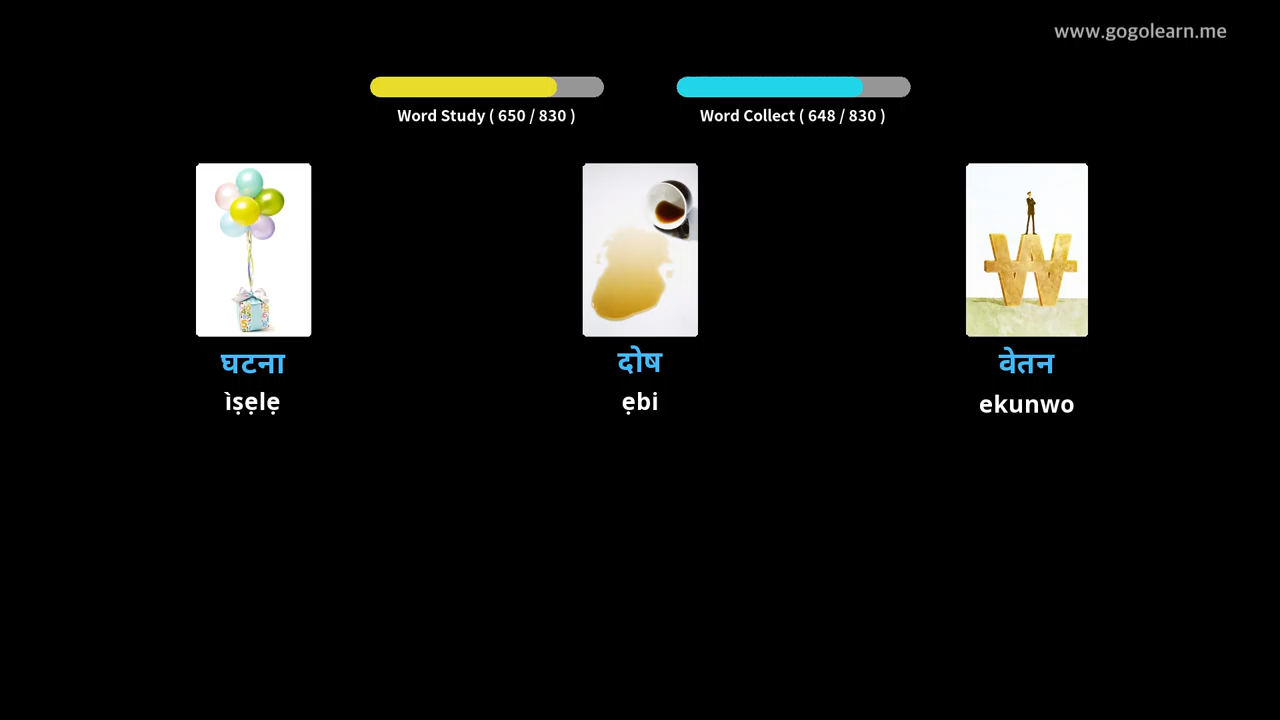 www.gogolearn.me
Word Study ( 650 / 830 )
Word Collect ( 648 / 830 )
घटना
दोष
वेतन
ìṣẹlẹ
ẹbi
ekunwo